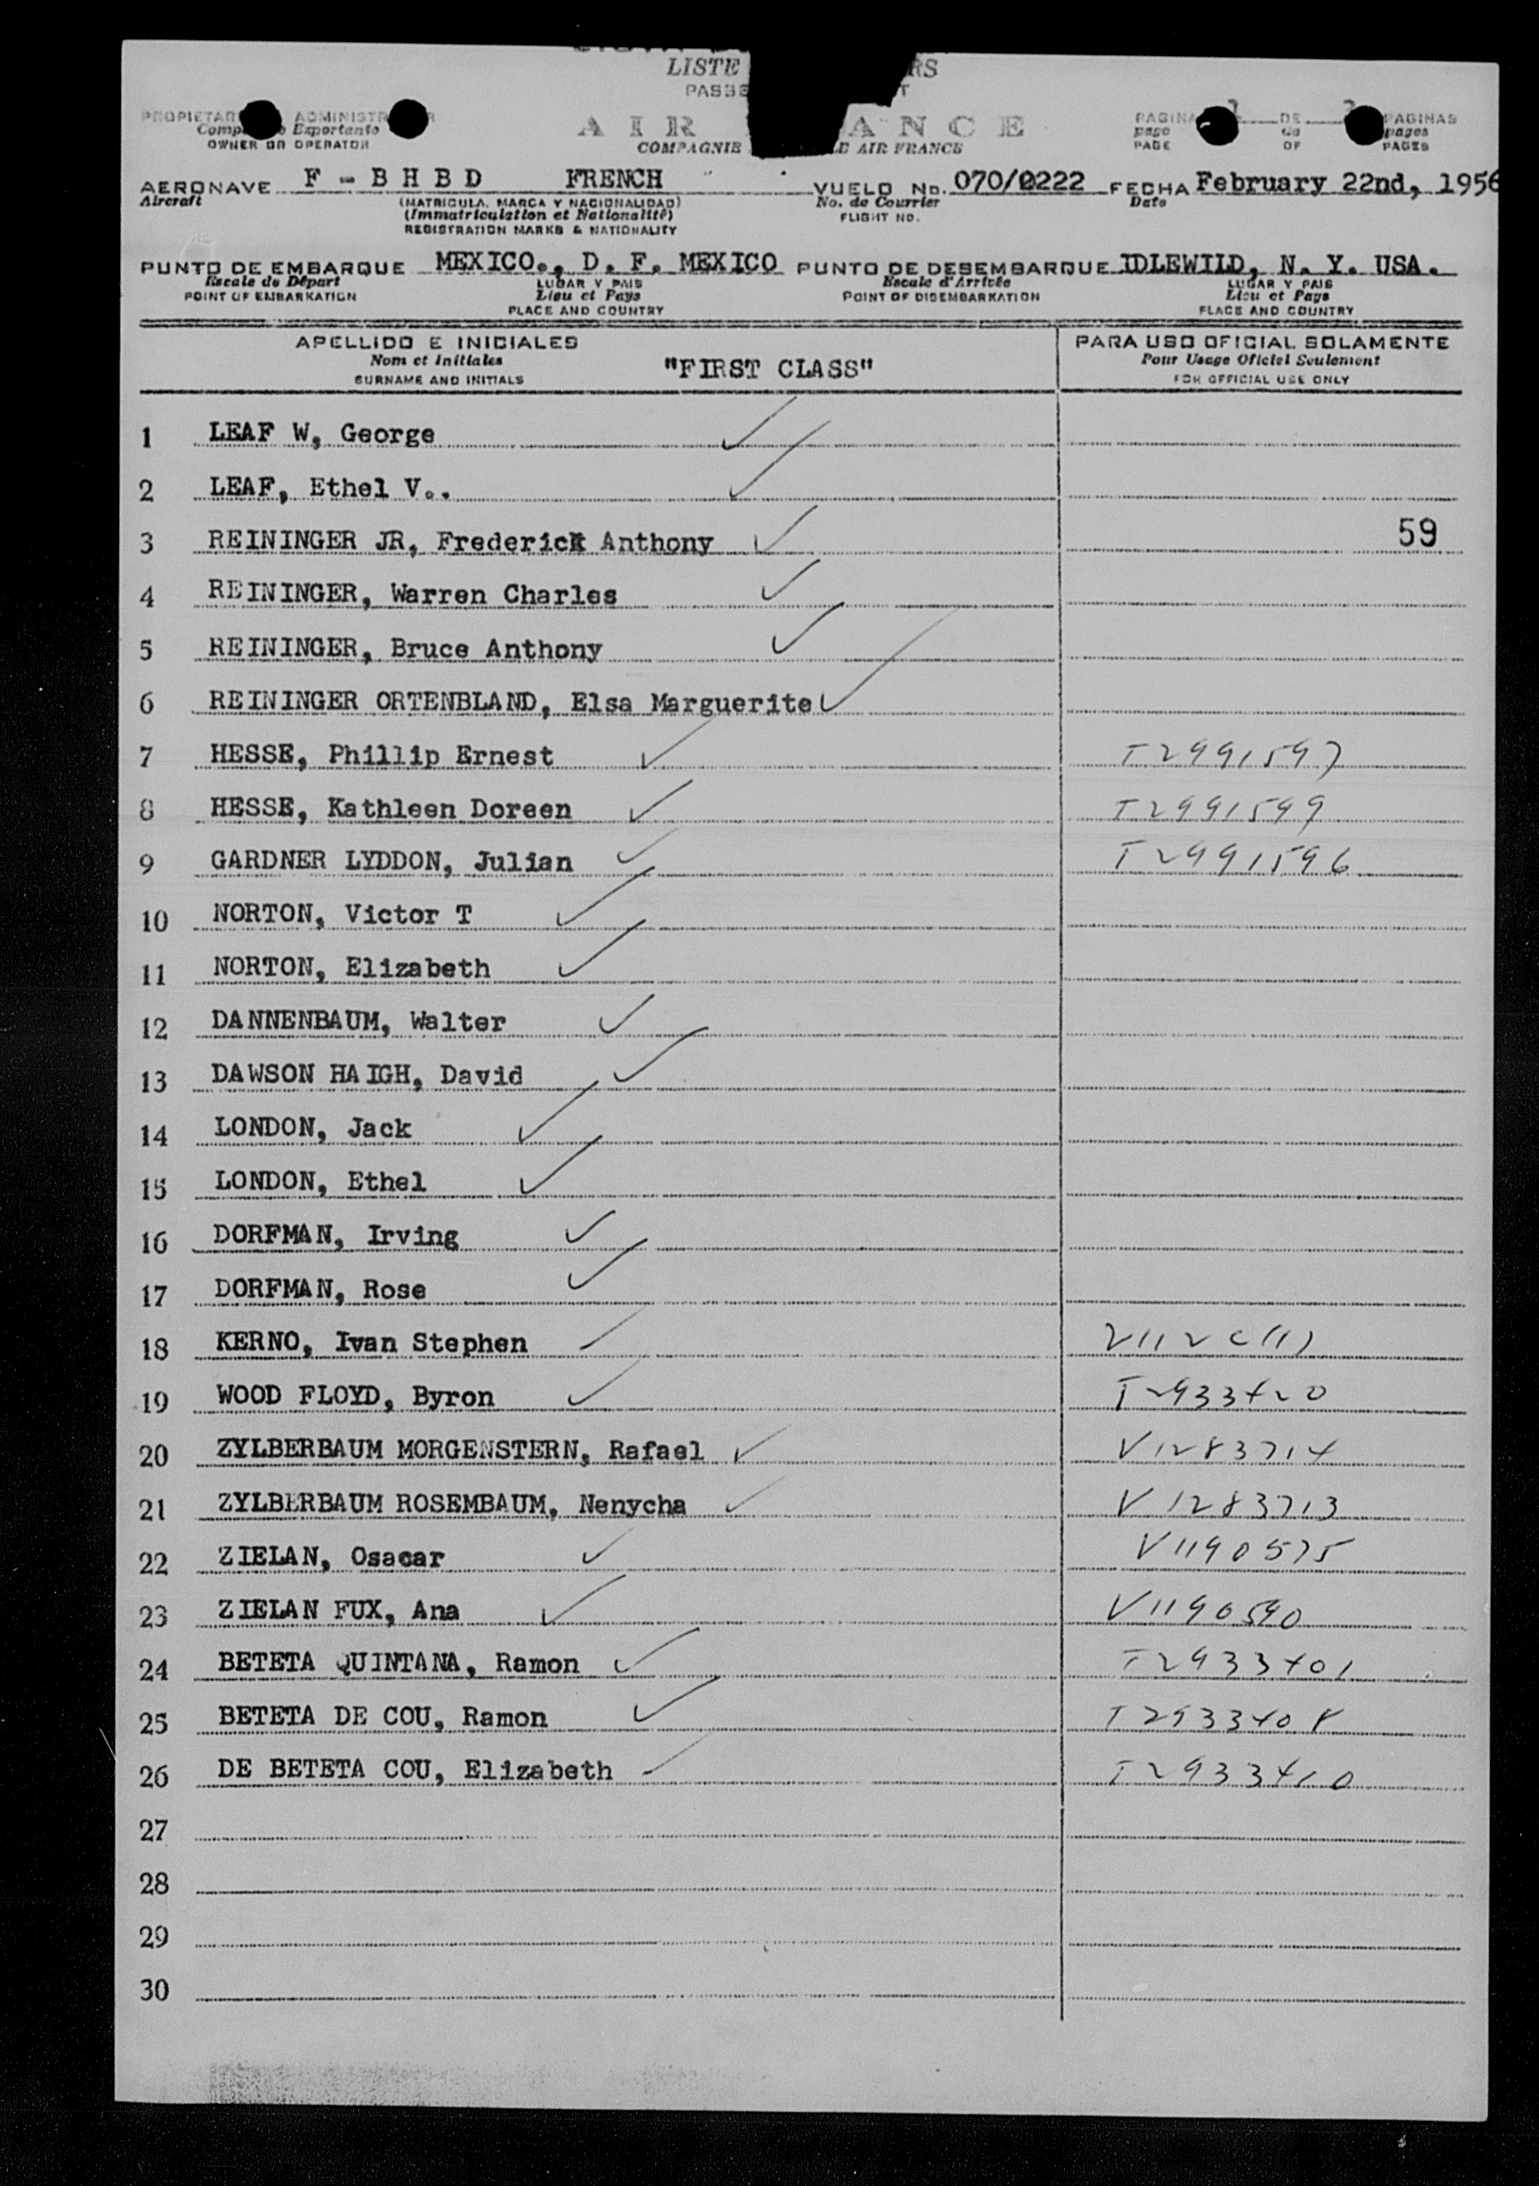 LISTE
PASSE
PROPIETAR ADMINISTR
Exportante
OWNER OR OPERATOR
AIR ANCE
COMPAGNIE AIR FRANCE
PAGINA DE PAGINAS
page de pages
PAGE OF PAGES
AERONAVE F - B H B D FRENCH VUELO No. 070/0222 FECHA February 22nd, 1956
Aircraft (MATRICULA, MARCA Y NACIONALIDAD) No. de Courrier Date
(Immatriculation et Nationalité) FLIGHT NO.
REGISTRATION MARKS & NATIONALITY
PUNTO DE EMBARQUE MEXICO., D. F. MEXICO PUNTO DE DESEMBARQUE IDLEWILD, N. Y. USA.
Escale de Départ LUGAR Y PAIS Escale d'Arrivée LUGAR Y PAIS
POINT OF EMBARKATION Lieu et Pays POINT OF DISEMBARKATION Lieu et Pays
PLACE AND COUNTRY PLACE AND COUNTRY
APELLIDO E INICIALES PARA USO OFICIAL SOLAMENTE
Nom et Initiales "FIRST CLASS" Pour Usage Oficiel Seulement
SURNAME AND INITIALS FOR OFFICIAL USE ONLY
1 LEAF W, George
2 LEAF, Ethel V..
3 REININGER JR, Frederick Anthony 59
4 REININGER, Warren Charles
5 REININGER, Bruce Anthony
6 REININGER ORTENBLAND, Elsa Marguerite
7 HESSE, Phillip Ernest T2991597
8 HESSE, Kathleen Doreen T2991599
9 GARDNER LYDDON, Julian T2991596
10 NORTON, Victor T
11 NORTON, Elizabeth
12 DANNENBAUM, Walter
13 DAWSON HAIGH, David
14 LONDON, Jack
15 LONDON, Ethel
16 DORFMAN, Irving
17 DORFMAN, Rose
18 KERNO, Ivan Stephen
19 WOOD FLOYD, Byron T2933420
20 ZYLBERBAUM MORGENSTERN, Rafael V1283714
21 ZYLBERBAUM ROSEMBAUM, Nenycha V1283713
22 ZIELAN, Osacar V1190575
23 ZIELAN FUX, Ana V1190590
24 BETETA QUINTANA, Ramon T2933401
25 BETETA DE COU, Ramon T2933408
26 DE BETETA COU, Elizabeth T2933410
27
28
29
30